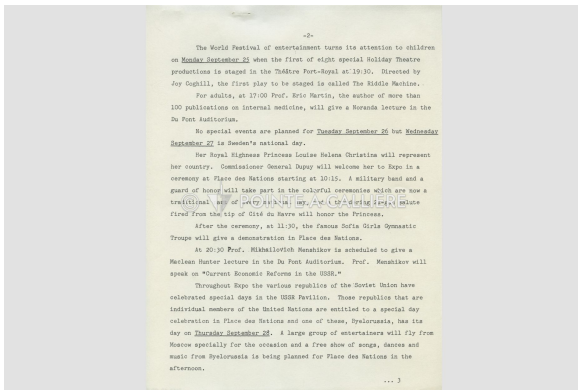 -2-
The World Festival of entertainment turns its attention to children
on Monday September 25 when the first of eight special Holiday Theatre
productions is staged in the Théâtre Port-Royal at 19:30. Directed by
Joy Coghill, the first play to be staged is called The Riddle Machine.
For adults, at 17:00 Prof. Eric Martin, the author of more than
100 publications on internal medicine, will give a Noranda lecture in the
Du Pont Auditorium.
No special events are planned for Tuesday September 26 but Wednesday
September 27 is Sweden's national day.
Her Royal Highness Princess Louise Helena Christina will represent
her country. Commissioner General Dupuy will welcome her to Expo in a
ceremony at Place des Nations starting at 10:15. A military band and a
guard of honor will take part in the colorful ceremonies which are now a
traditional part of every national day, and a 21-gun salute
fired from the tip of Cité du Havre will honor the Princess.
After the ceremony, at 11:30, the famous Sofia Girls Gymnastic
Troupe will give a demonstration in Place des Nations.
At 20:30 Prof. Mikhailovich Menshikov is scheduled to give a
Maclean Hunter lecture in the Du Pont Auditorium. Prof. Menshikov will
speak on "Current Economic Reforms in the USSR."
Throughout Expo the various republics of the Soviet Union have
celebrated special days in the USSR Pavilion. Those republics that are
individual members of the United Nations are entitled to a special day
celebration in Place des Nations and one of these, Byelorussia, has its
day on Thursday September 28. A large group of entertainers will fly from
Moscow specially for the occasion and a free show of songs, dances and
music from Byelorussia is being planned for Place des Nations in the
afternoon.
... 3
© POINTE-À-CALLIÈRE